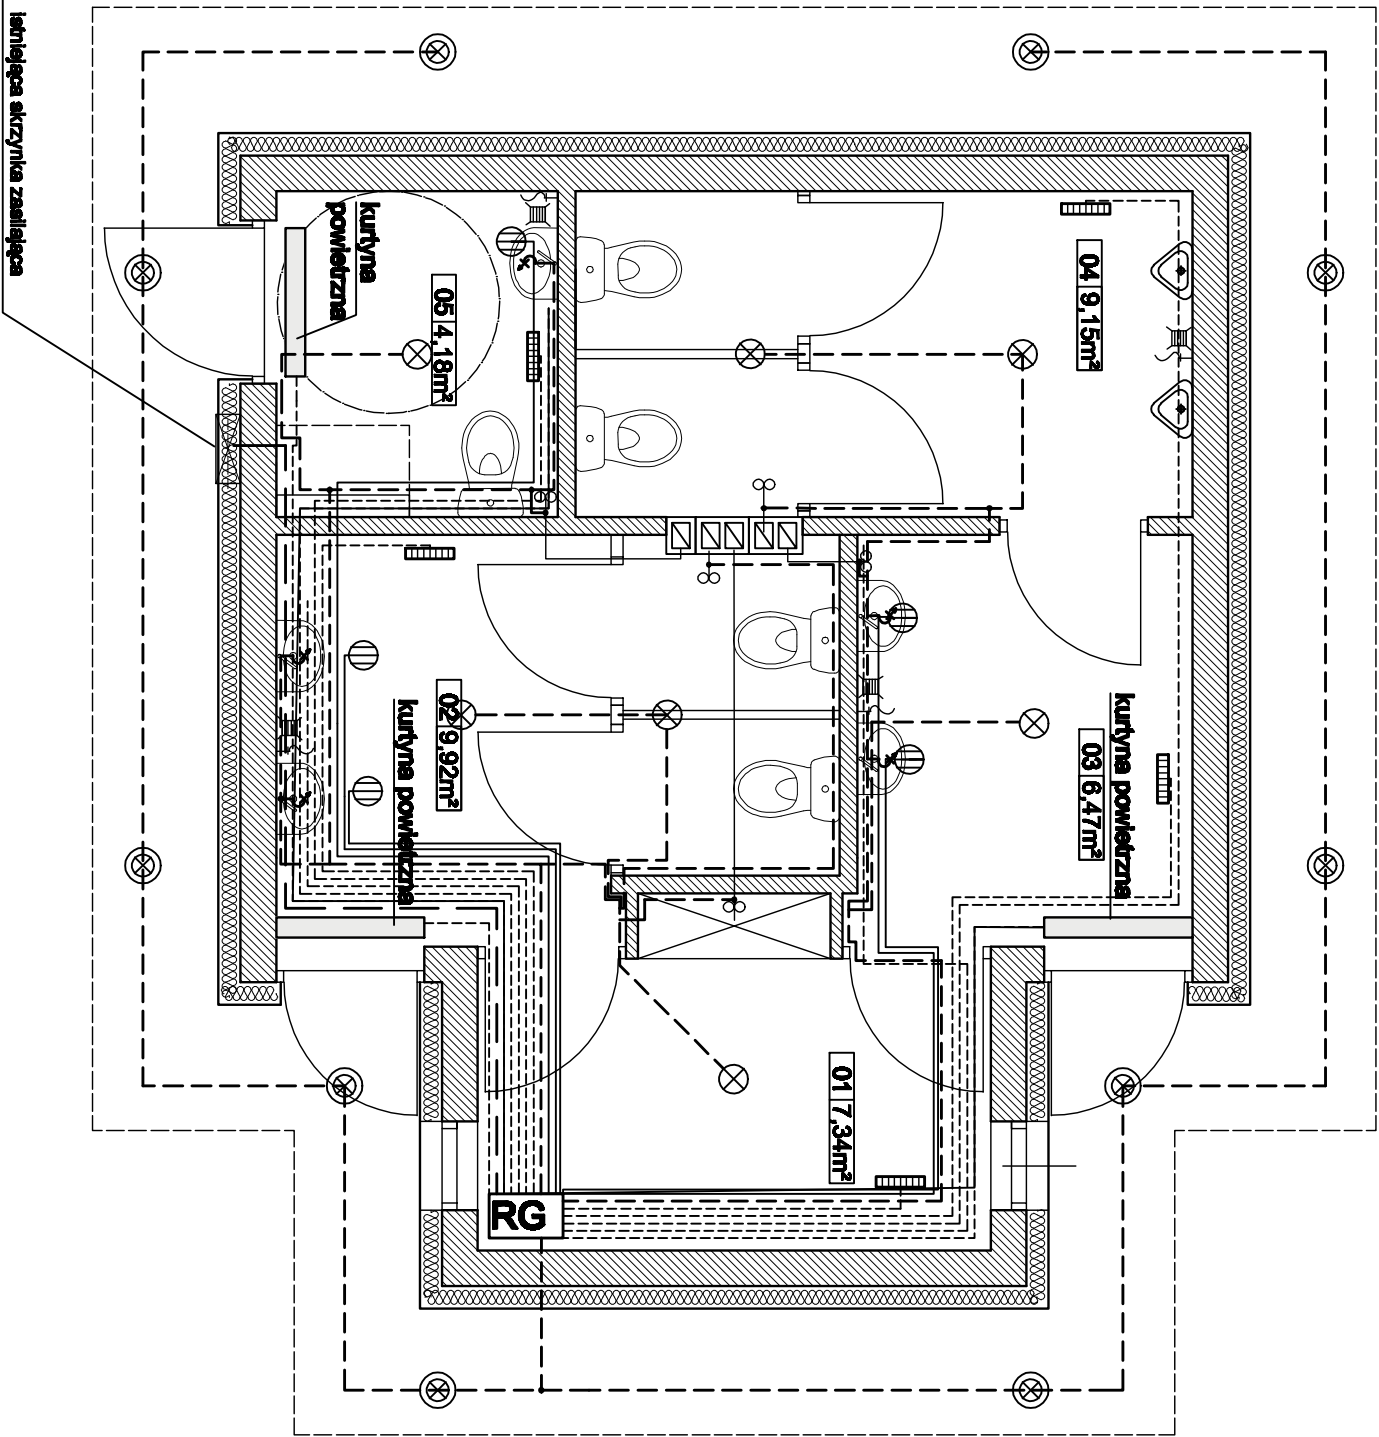 istniejąca skrzynka zasilająca
kurtyna
powietrzna
05 4,18m²
04 9,15m²
02 9,92m²
kurtyna powietrzna
03 6,47m²
kurtyna powietrzna
01 7,34m²
RG